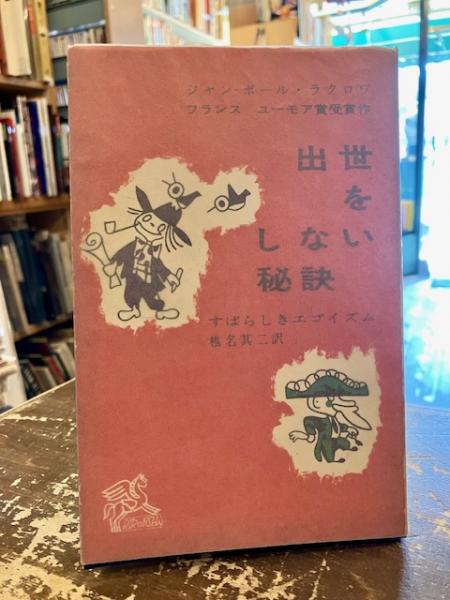 ジャン-ポール・ラクロワ
フランス ユーモア賞受賞作
出世
を
しない
秘訣
すばらしきエゴイズム
椎名其二訳